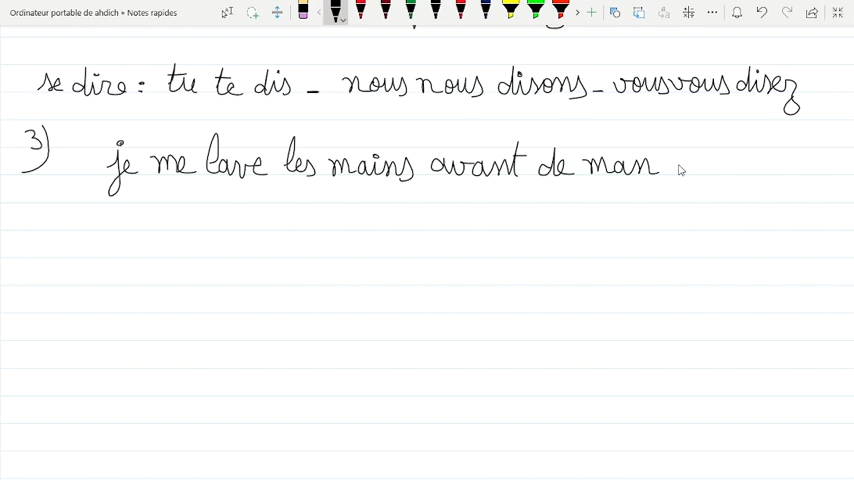 Ordinateur portable de ahdich » Notes rapides
se dire : tu te dis - nous nous disons - vous vous disez
3) je me lave les mains avant de man